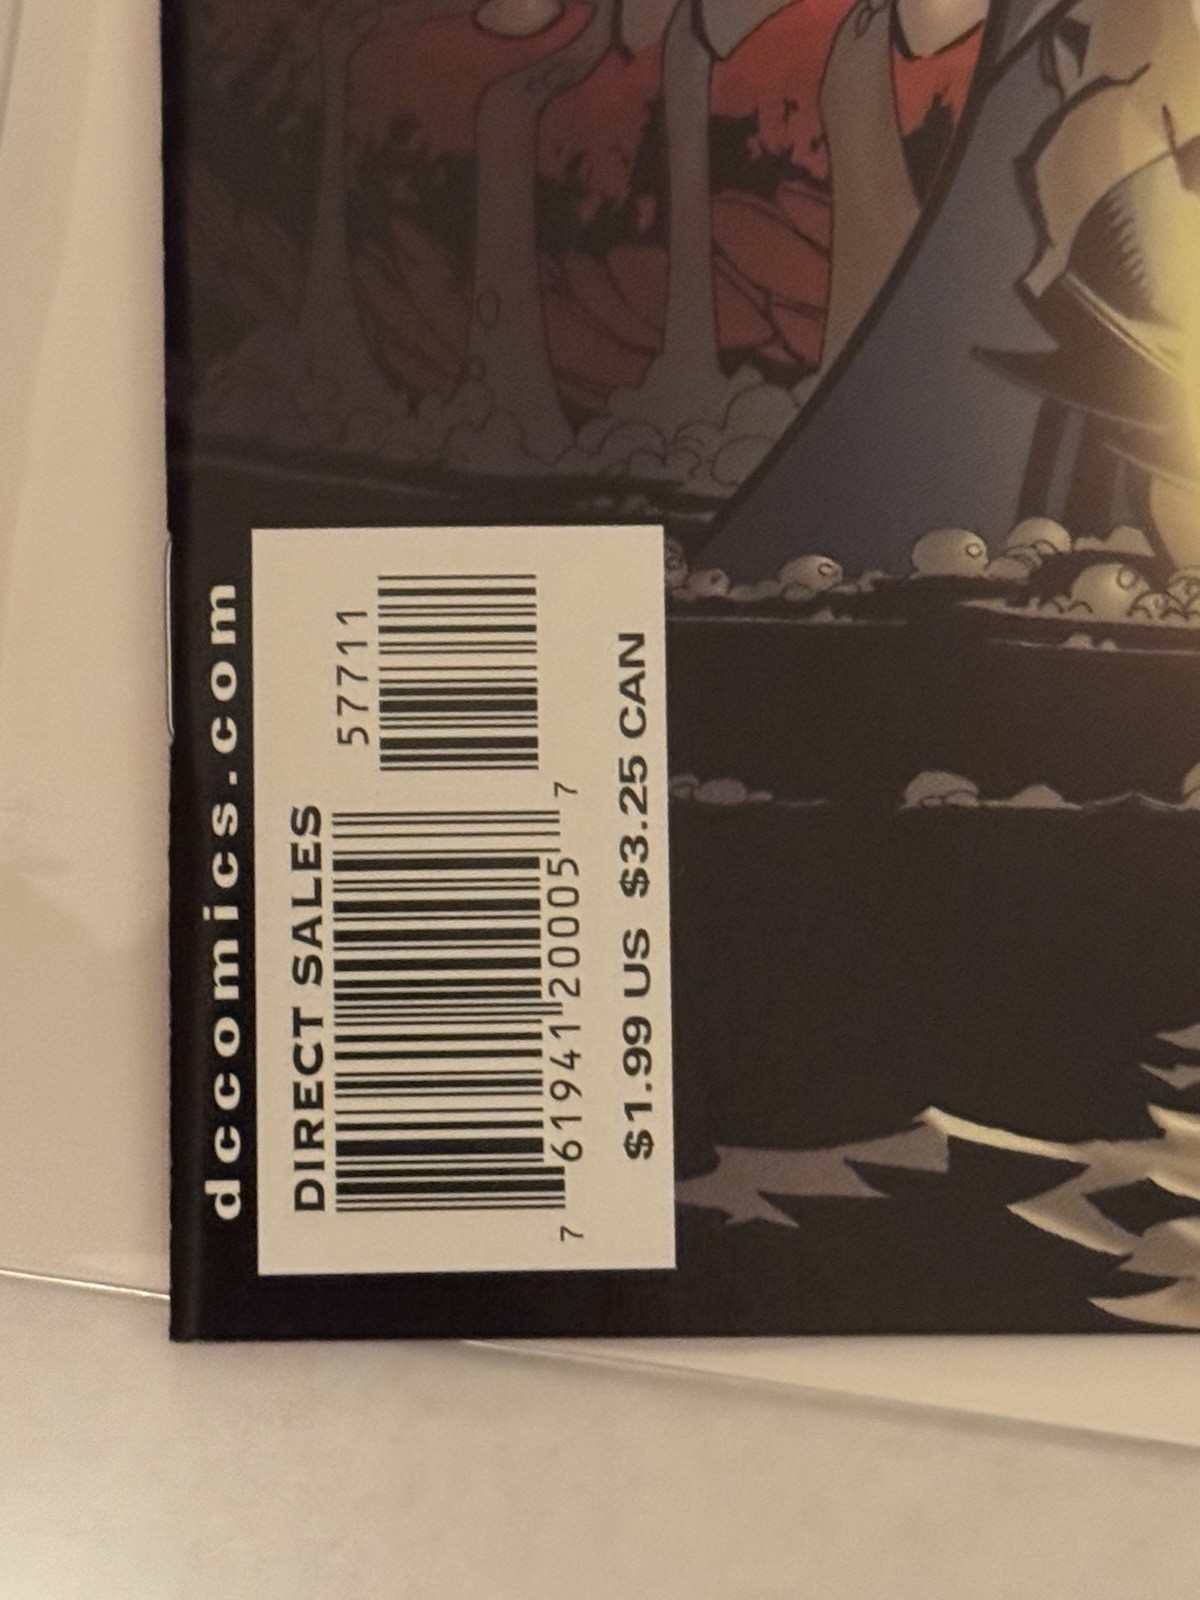 dccomics.com
DIRECT SALES
57711
7 61941 20005 7
$1.99 US $3.25 CAN